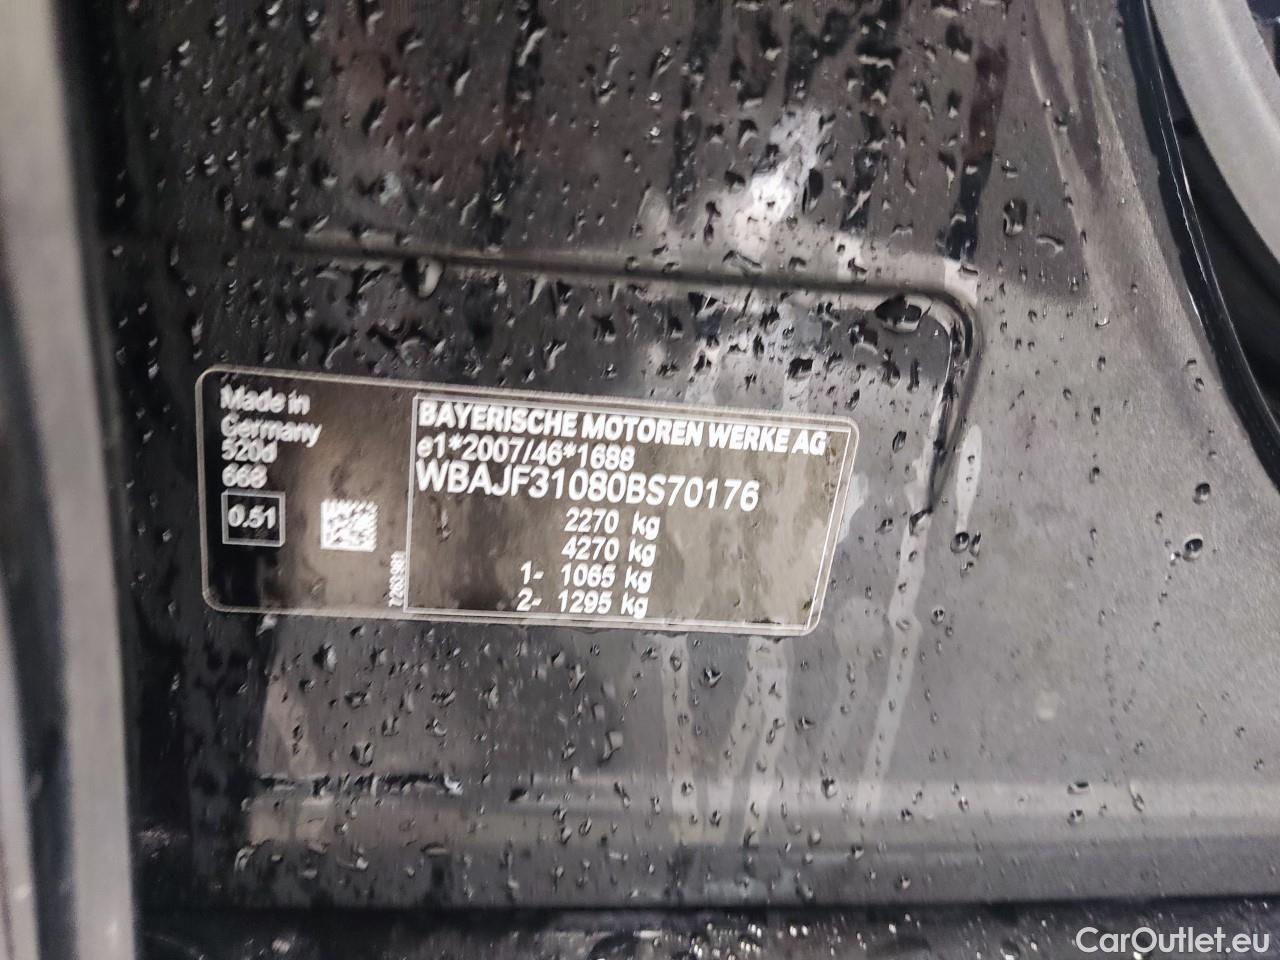 Made in
Germany
520d
668
0.51
7263981
BAYERISCHE MOTOREN WERKE AG
e1*2007/46*1688
WBAJF31080BS70176
2270 kg
4270 kg
1- 1065 kg
2- 1295 kg
CarOutlet.eu